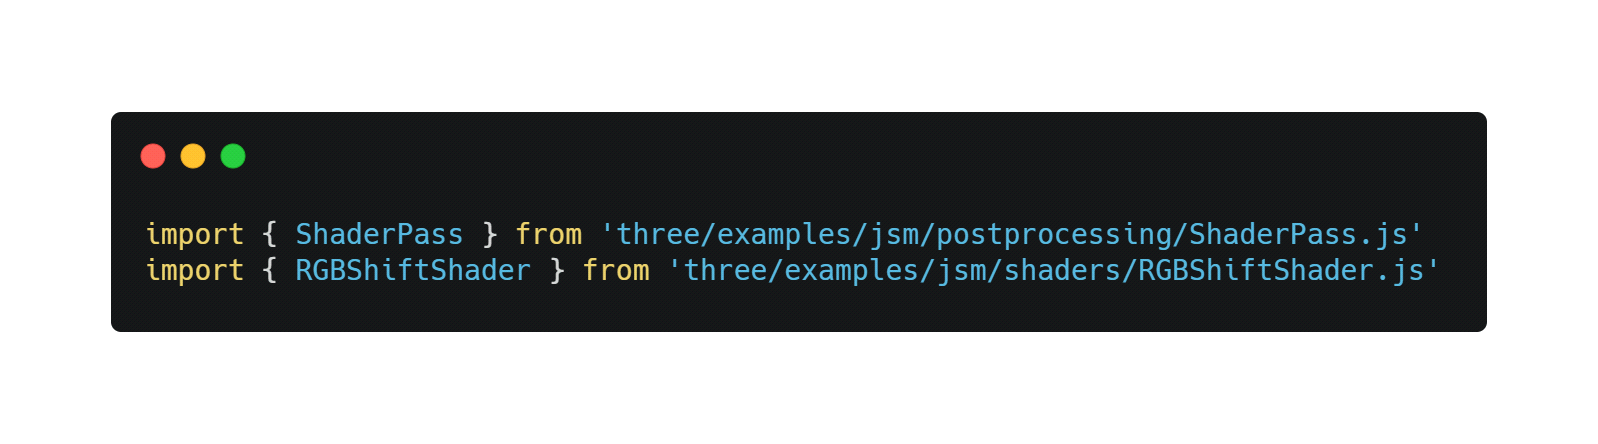 import { ShaderPass } from 'three/examples/jsm/postprocessing/ShaderPass.js'
import { RGBShiftShader } from 'three/examples/jsm/shaders/RGBShiftShader.js'